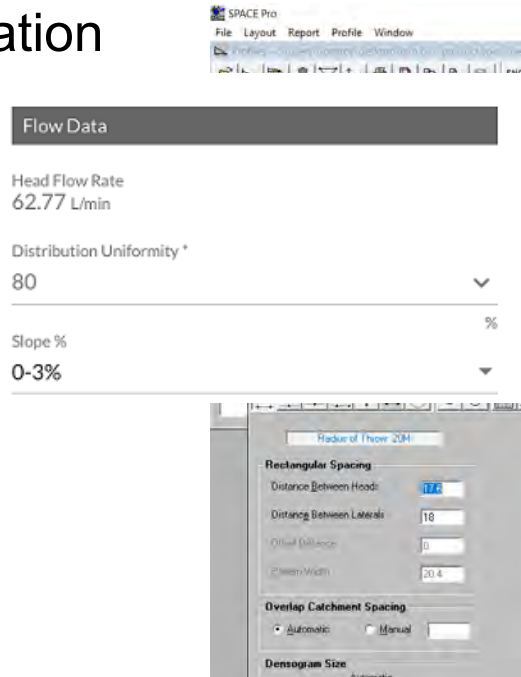 ation
SPACE Pro
File Layout Report Profile Window
Flow Data
Head Flow Rate
62.77 L/min
Distribution Uniformity *
80
%
Slope %
0-3%
Radius of Throw 20M
Rectangular Spacing
Distance Between Heads
Distance Between Laterals 18
Offset Distance 0
Pattern Width 20.4
Overlap Catchment Spacing
Automatic Manual
Densogram Size
Automatic